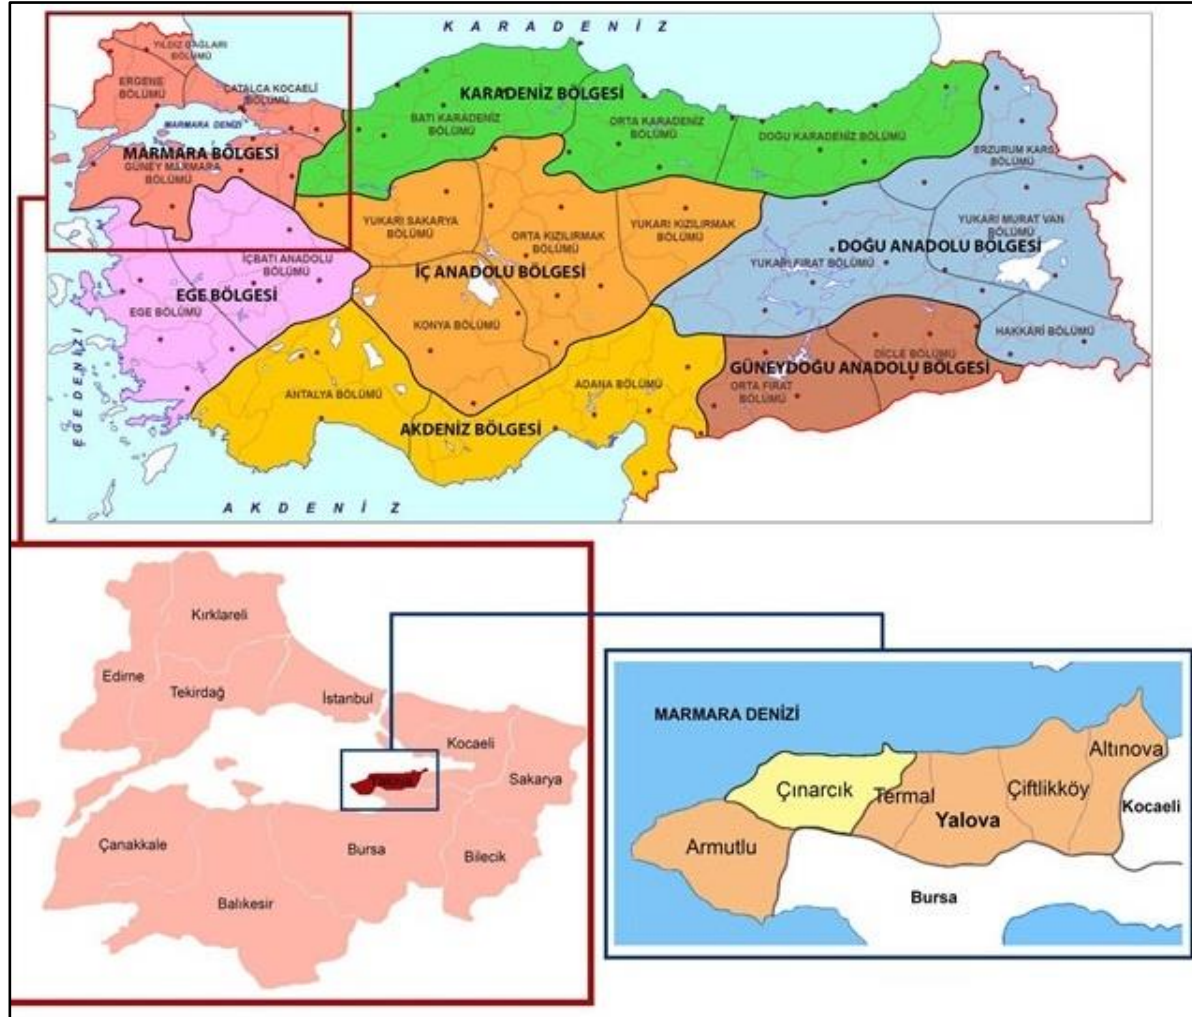 K A R A D E N İ Z
YILDIZ DAĞLARI
BÖLÜMÜ
ERGENE
BÖLÜMÜ
ÇATALCA KOCAELİ
BÖLÜMÜ
MARMARA DENİZİ
MARMARA BÖLGESİ
GÜNEY MARMARA
BÖLÜMÜ
KARADENİZ BÖLGESİ
BATI KARADENİZ
BÖLÜMÜ
ORTA KARADENİZ
BÖLÜMÜ
DOĞU KARADENİZ BÖLÜMÜ
ERZURUM KARS
BÖLÜMÜ
YUKARI SAKARYA
BÖLÜMÜ
ORTA KIZILIRMAK
BÖLÜMÜ
YUKARI KIZILIRMAK
BÖLÜMÜ
İÇ ANADOLU BÖLGESİ
KONYA BÖLÜMÜ
YUKARI MURAT VAN
BÖLÜMÜ
DOĞU ANADOLU BÖLGESİ
YUKARI FIRAT BÖLÜMÜ
HAKKARİ BÖLÜMÜ
İÇBATI ANADOLU
BÖLÜMÜ
EGE BÖLGESİ
EGE BÖLÜMÜ
E G E D E N İ Z İ
DİCLE BÖLÜMÜ
GÜNEYDOĞU ANADOLU BÖLGESİ
ORTA FIRAT
BÖLÜMÜ
ANTALYA BÖLÜMÜ
ADANA BÖLÜMÜ
AKDENİZ BÖLGESİ
A K D E N İ Z
Kırklareli
Edirne
Tekirdağ
İstanbul
Kocaeli
Sakarya
Çanakkale
Bursa
Bilecik
Balıkesir
MARMARA DENİZİ
Altınova
Çınarcık
Termal
Çiftlikköy
Kocaeli
Yalova
Armutlu
Bursa